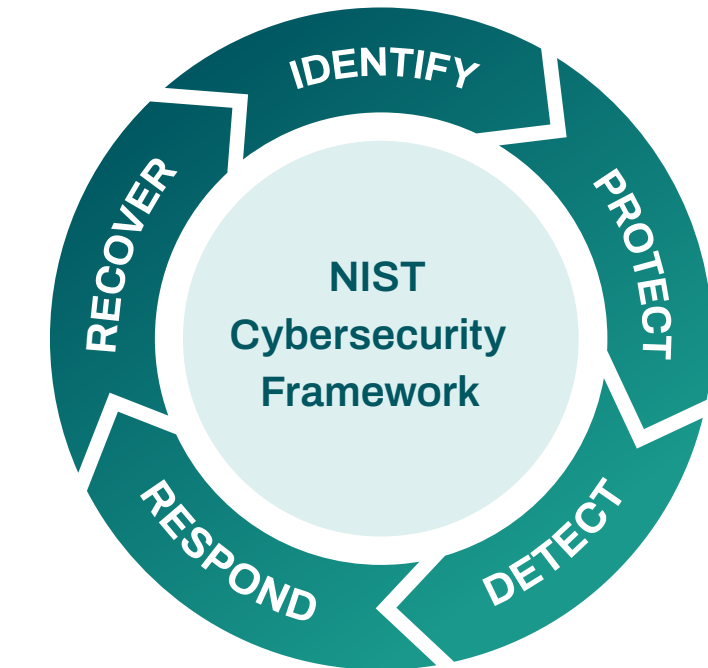 IDENTIFY
PROTECT
DETECT
RESPOND
RECOVER
NIST
Cybersecurity
Framework